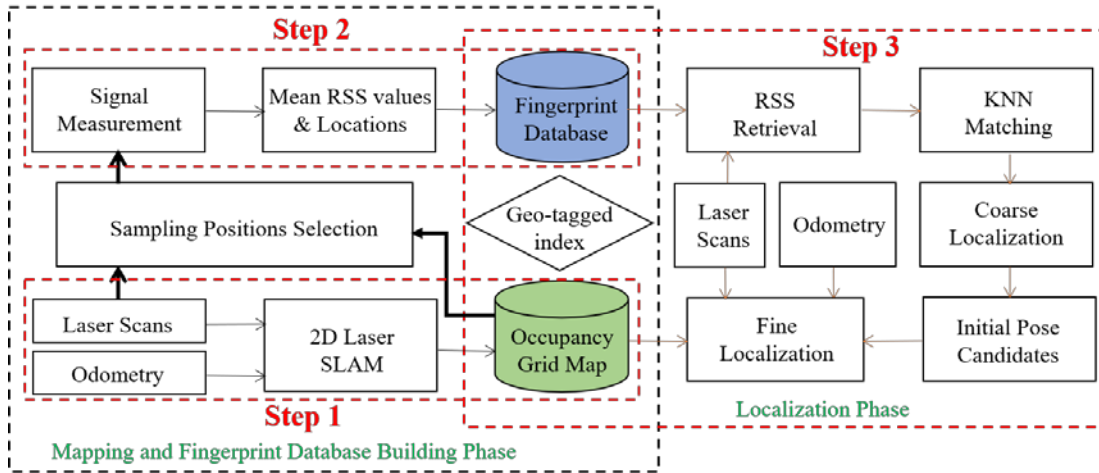 Step 2
Signal
Measurement
Mean RSS values
& Locations
Fingerprint
Database
Step 3
RSS
Retrieval
KNN
Matching
Sampling Positions Selection
Geo-tagged
index
Laser
Scans
Odometry
Coarse
Localization
Laser Scans
Odometry
2D Laser
SLAM
Occupancy
Grid Map
Fine
Localization
Initial Pose
Candidates
Step 1
Localization Phase
Mapping and Fingerprint Database Building Phase